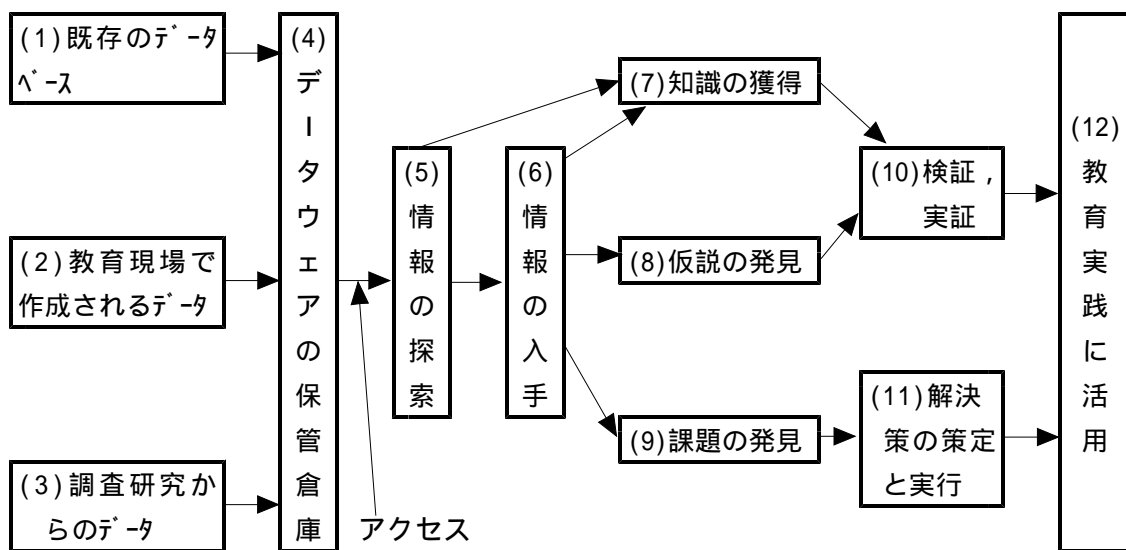 (1)既存のデータ
ベース
(2)教育現場で
作成されるデータ
(3)調査研究か
らのデータ
(4)
データウェアの保管倉庫
アクセス
(5)
情報の探索
(6)
情報の入手
(7)知識の獲得
(8)仮説の発見
(9)課題の発見
(10)検証，
実証
(11)解決
策の策定
と実行
(12)
教育実践に活用